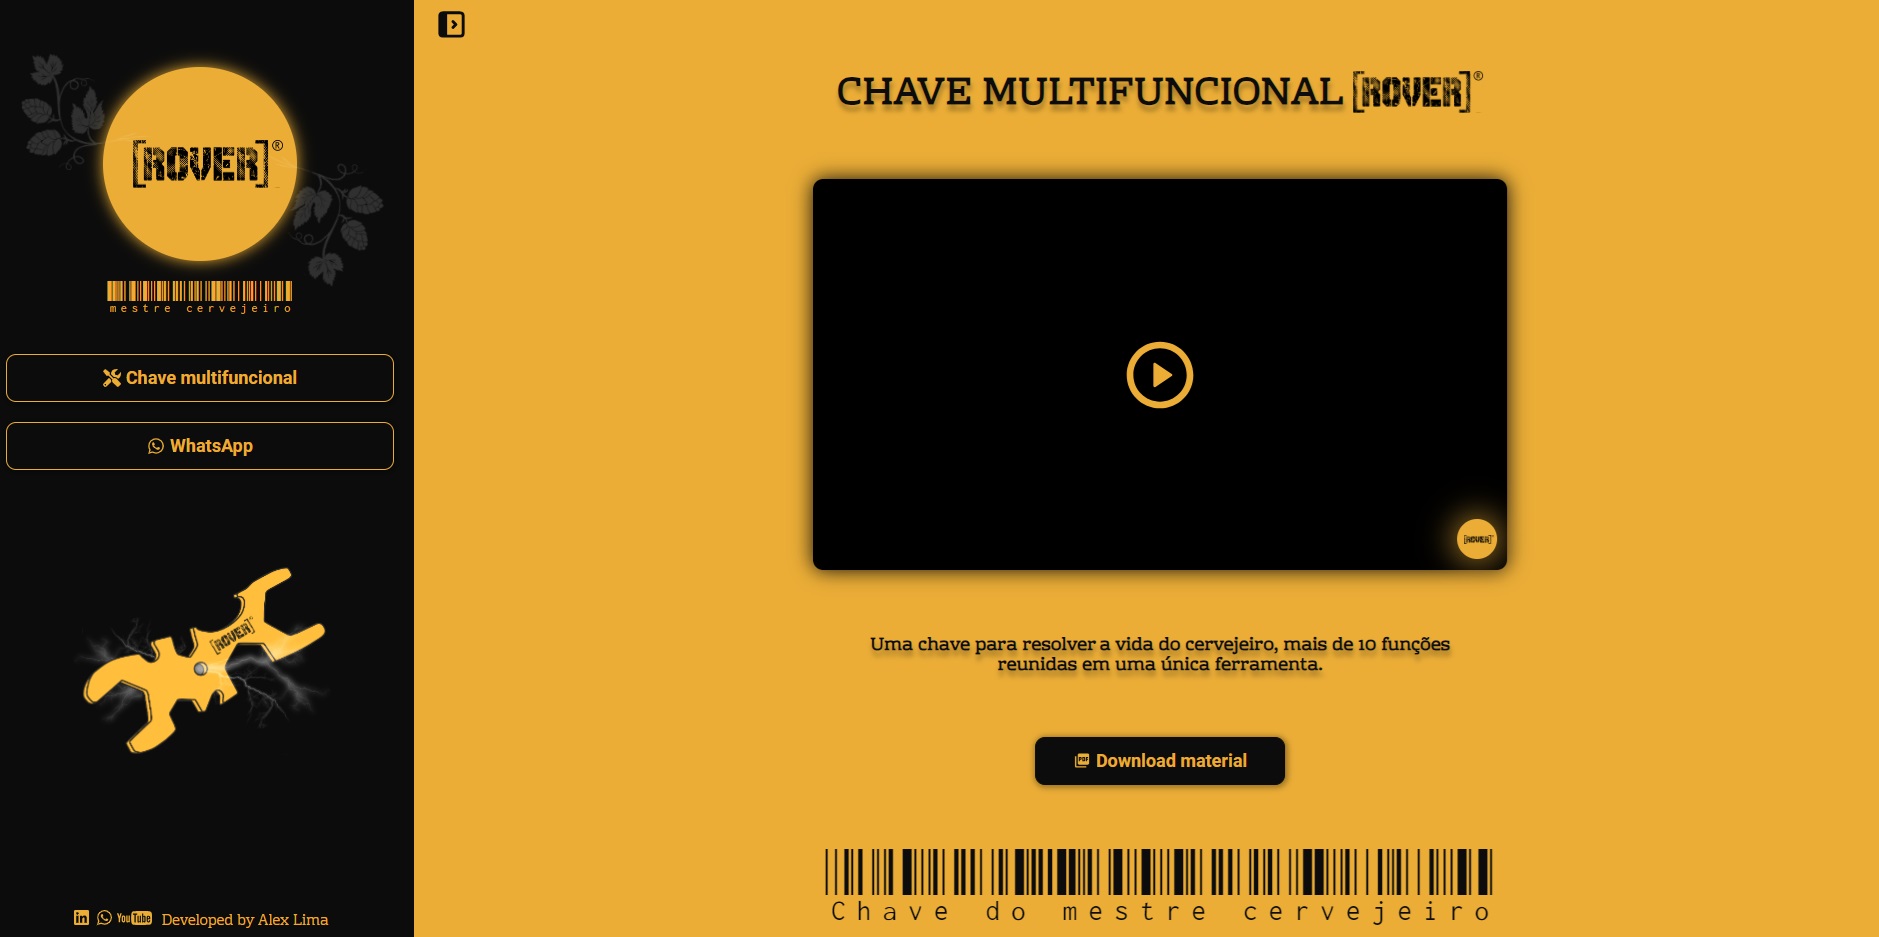 [ROVER]®
mestre cervejeiro
Chave multifuncional
WhatsApp
[ROVER]
in YouTube Developed by Alex Lima
CHAVE MULTIFUNCIONAL [ROVER]®
[ROVER]
Uma chave para resolver a vida do cervejeiro, mais de 10 funções
reunidas em uma única ferramenta.
PDF Download material
Chave do mestre cervejeiro